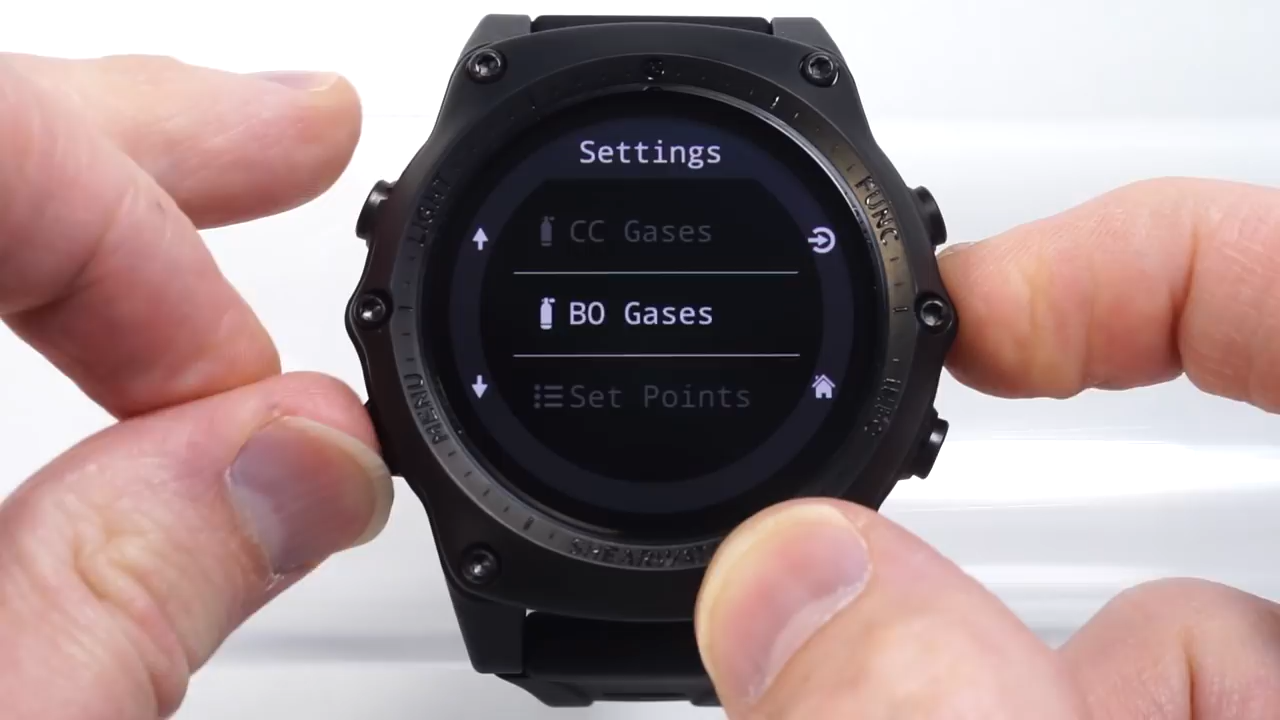 Settings
LIGHT
FUNC
CC Gases
BO Gases
Set Points
MENU